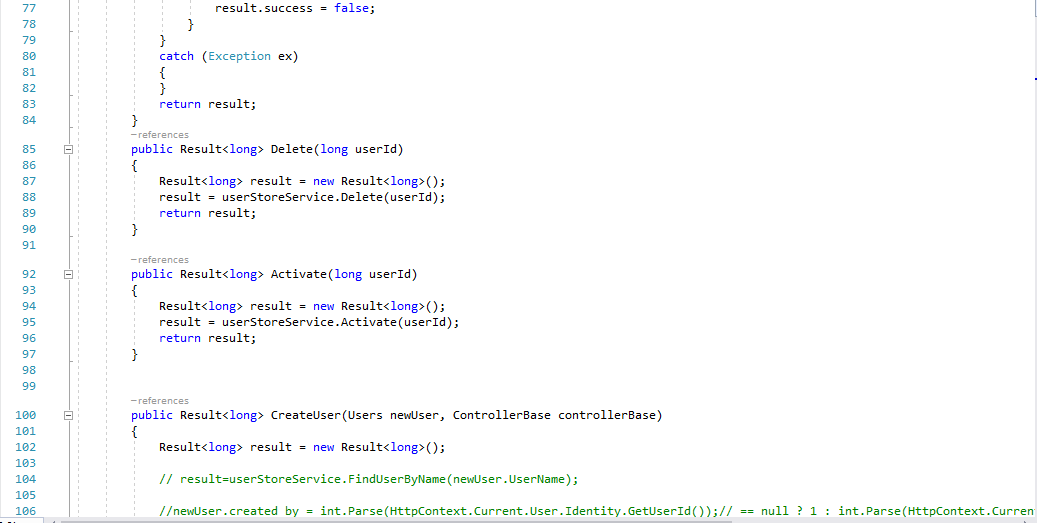 77 result.success = false;
78 }
79 }
80 catch (Exception ex)
81 {
82 }
83 return result;
84 }
–references
85 public Result<long> Delete(long userId)
86 {
87 Result<long> result = new Result<long>();
88 result = userStoreService.Delete(userId);
89 return result;
90 }
91
–references
92 public Result<long> Activate(long userId)
93 {
94 Result<long> result = new Result<long>();
95 result = userStoreService.Activate(userId);
96 return result;
97 }
98
99
–references
100 public Result<long> CreateUser(Users newUser, ControllerBase controllerBase)
101 {
102 Result<long> result = new Result<long>();
103
104 // result=userStoreService.FindUserByName(newUser.UserName);
105
106 //newUser.created by = int.Parse(HttpContext.Current.User.Identity.GetUserId());// == null ? 1 : int.Parse(HttpContext.Curren